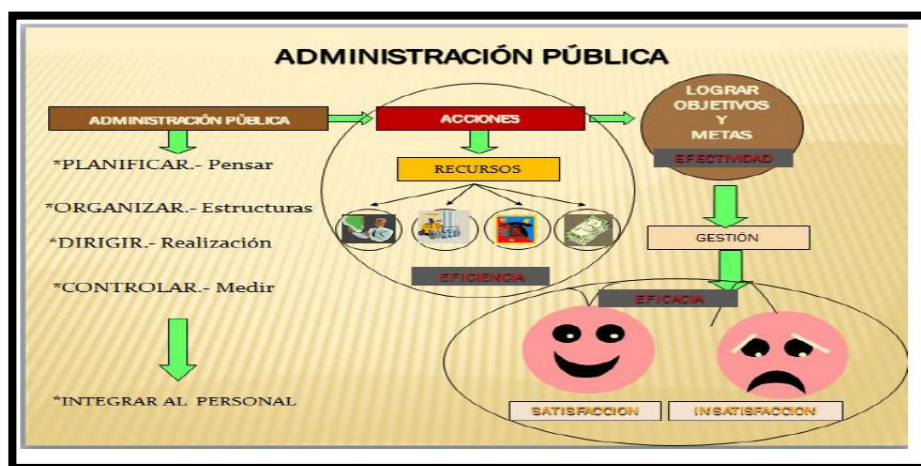 ADMINISTRACIÓN PÚBLICA
ADMINISTRACIÓN PÚBLICA
*PLANIFICAR.- Pensar
*ORGANIZAR.- Estructuras
*DIRIGIR.- Realización
*CONTROLAR.- Medir
*INTEGRAR AL PERSONAL
ACCIONES
RECURSOS
EFICIENCIA
LOGRAR
OBJETIVOS
Y
METAS
EFECTIVIDAD
GESTIÓN
EFICACIA
SATISFACCION
INSATISFACCION